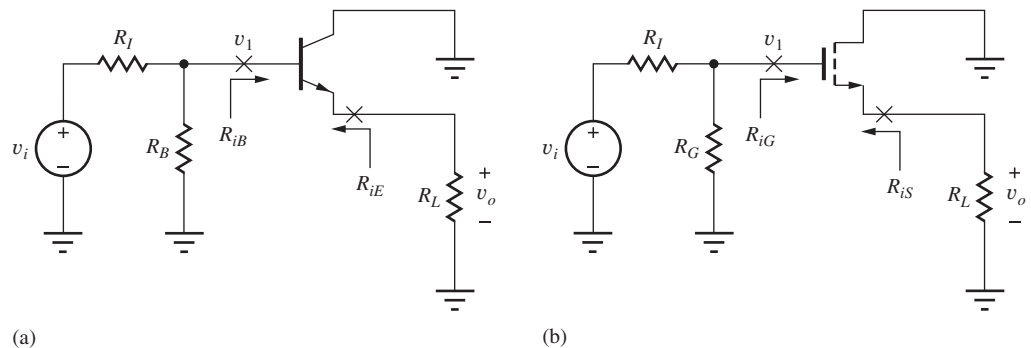 R_I
v_1
v_i
+
−
R_B
R_iB
R_iE
R_L
+
v_o
−
(a)
R_I
v_1
v_i
+
−
R_G
R_iG
R_iS
R_L
+
v_o
−
(b)